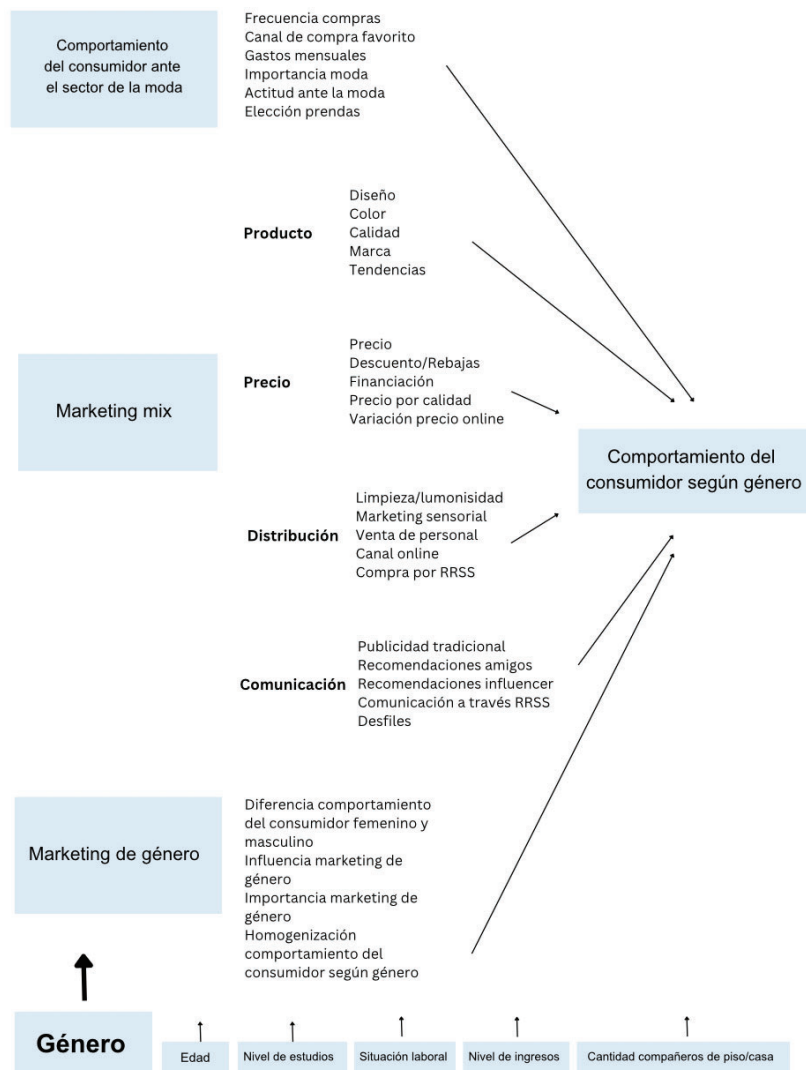 Comportamiento
del consumidor ante
el sector de la moda
Frecuencia compras
Canal de compra favorito
Gastos mensuales
Importancia moda
Actitud ante la moda
Elección prendas
Producto
Diseño
Color
Calidad
Marca
Tendencias
Marketing mix
Precio
Precio
Descuento/Rebajas
Financiación
Precio por calidad
Variación precio online
Comportamiento del
consumidor según género
Distribución
Limpieza/lumonisidad
Marketing sensorial
Venta de personal
Canal online
Compra por RRSS
Comunicación
Publicidad tradicional
Recomendaciones amigos
Recomendaciones influencer
Comunicación a través RRSS
Desfiles
Marketing de género
Diferencia comportamiento
del consumidor femenino y
masculino
Influencia marketing de
género
Importancia marketing de
género
Homogenización
comportamiento del
consumidor según género
Género
Edad
Nivel de estudios
Situación laboral
Nivel de ingresos
Cantidad compañeros de piso/casa